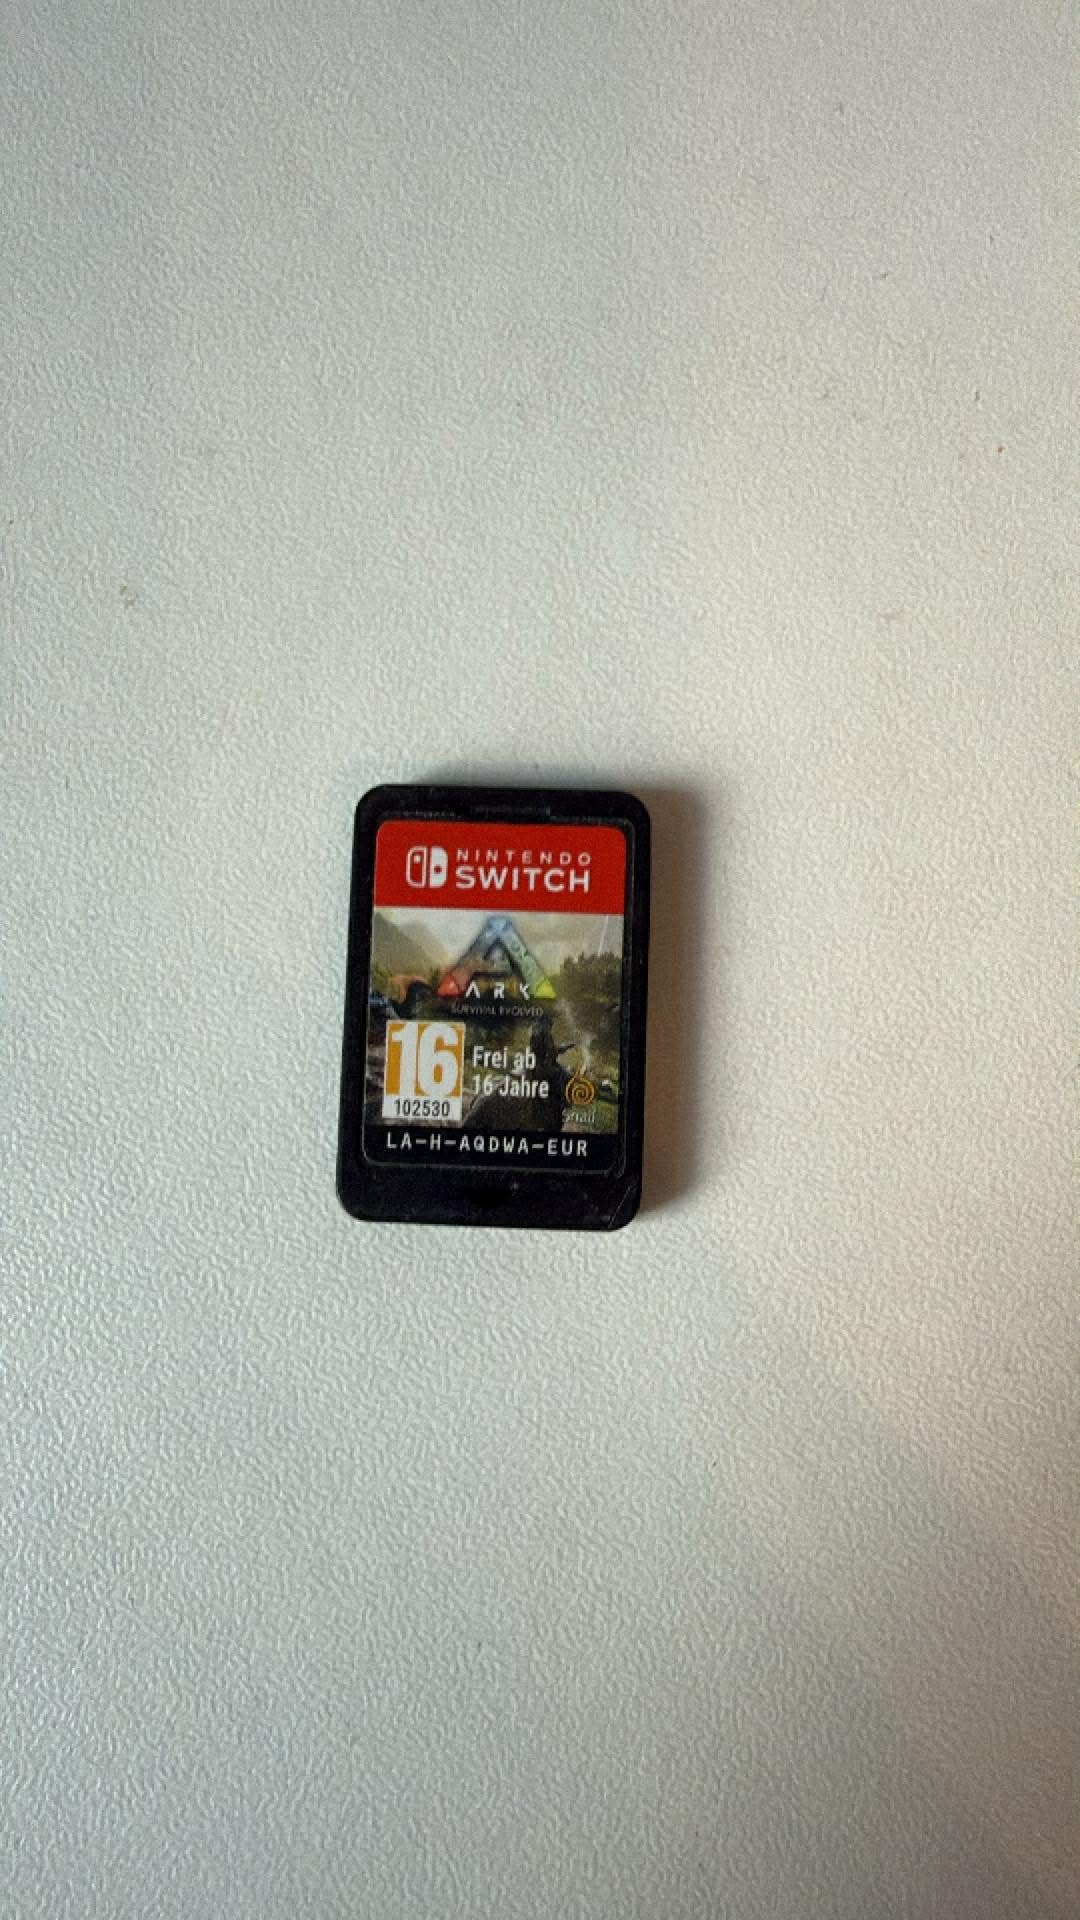 NINTENDO
SWITCH
ARK
SURVIVAL EVOLVED
16
Frei ab
16 Jahre
102530
Snail
LA-H-AQDWA-EUR